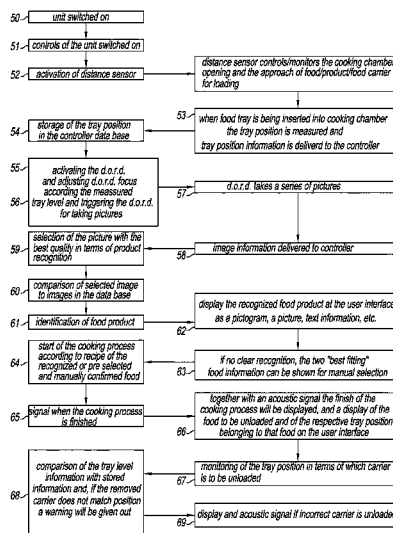 50
unit switched on
51
controls of the unit switched on
52
activation of distance sensor
distance sensor controls/monitors the cooking chamber
opening and the approach of food/product/food carrier
for loading
53
when food tray is being inserted into cooking chamber
the tray position is measured and
tray position information is deliverd to the controller
54
storage of the tray position
in the controller data base
55
56
activating the d.o.r.d.
and adjusting d.o.r.d. focus
according the meassured
tray level and triggering the d.o.r.d.
for taking pictures
57
d.o.r.d. takes a series of pictures
58
image information delivered to controller
59
selection of the picture with the
best quality in terms of product
recognition
60
comparison of selected image
to images in the data base
61
identification of food product
62
display the recognized food product at the user interface
as a pictogram, a picture, text information, etc.
63
if no clear recognition, the two "best fitting"
food information can be shown for manual selection
64
start of the cooking process
according to recipe of the
recognized or pre selected
and manually confirmed food
65
signal when the cooking process
is finished
66
together with an acoustic signal the finish of the
cooking process will be displayed, and a display of the
food to be unloaded and of the respective tray position
belonging to that food on the user interface
67
monitoring of the tray position in terms of which carrier
is to be unloaded
68
comparison of the tray level
information with stored
information and, if the removed
carrier does not match position
a warning will be given out
69
display and acoustic signal if incorrect carrier is unloaded